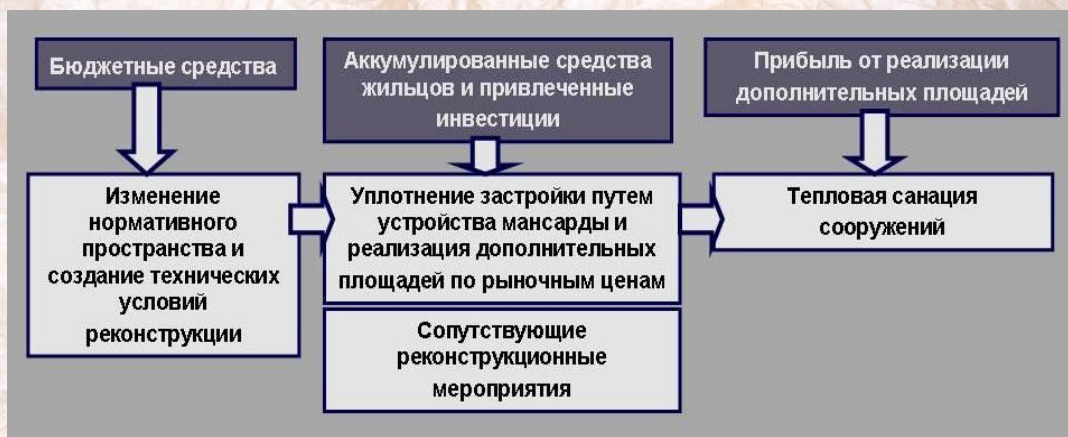 Бюджетные средства
Аккумулированные средства
жильцов и привлеченные
инвестиции
Прибыль от реализации
дополнительных площадей
Изменение
нормативного
пространства и
создание технических
условий
реконструкции
Уплотнение застройки путем
устройства мансарды и
реализация дополнительных
площадей по рыночным ценам
Сопутствующие
реконструкционные
мероприятия
Тепловая санация
сооружений